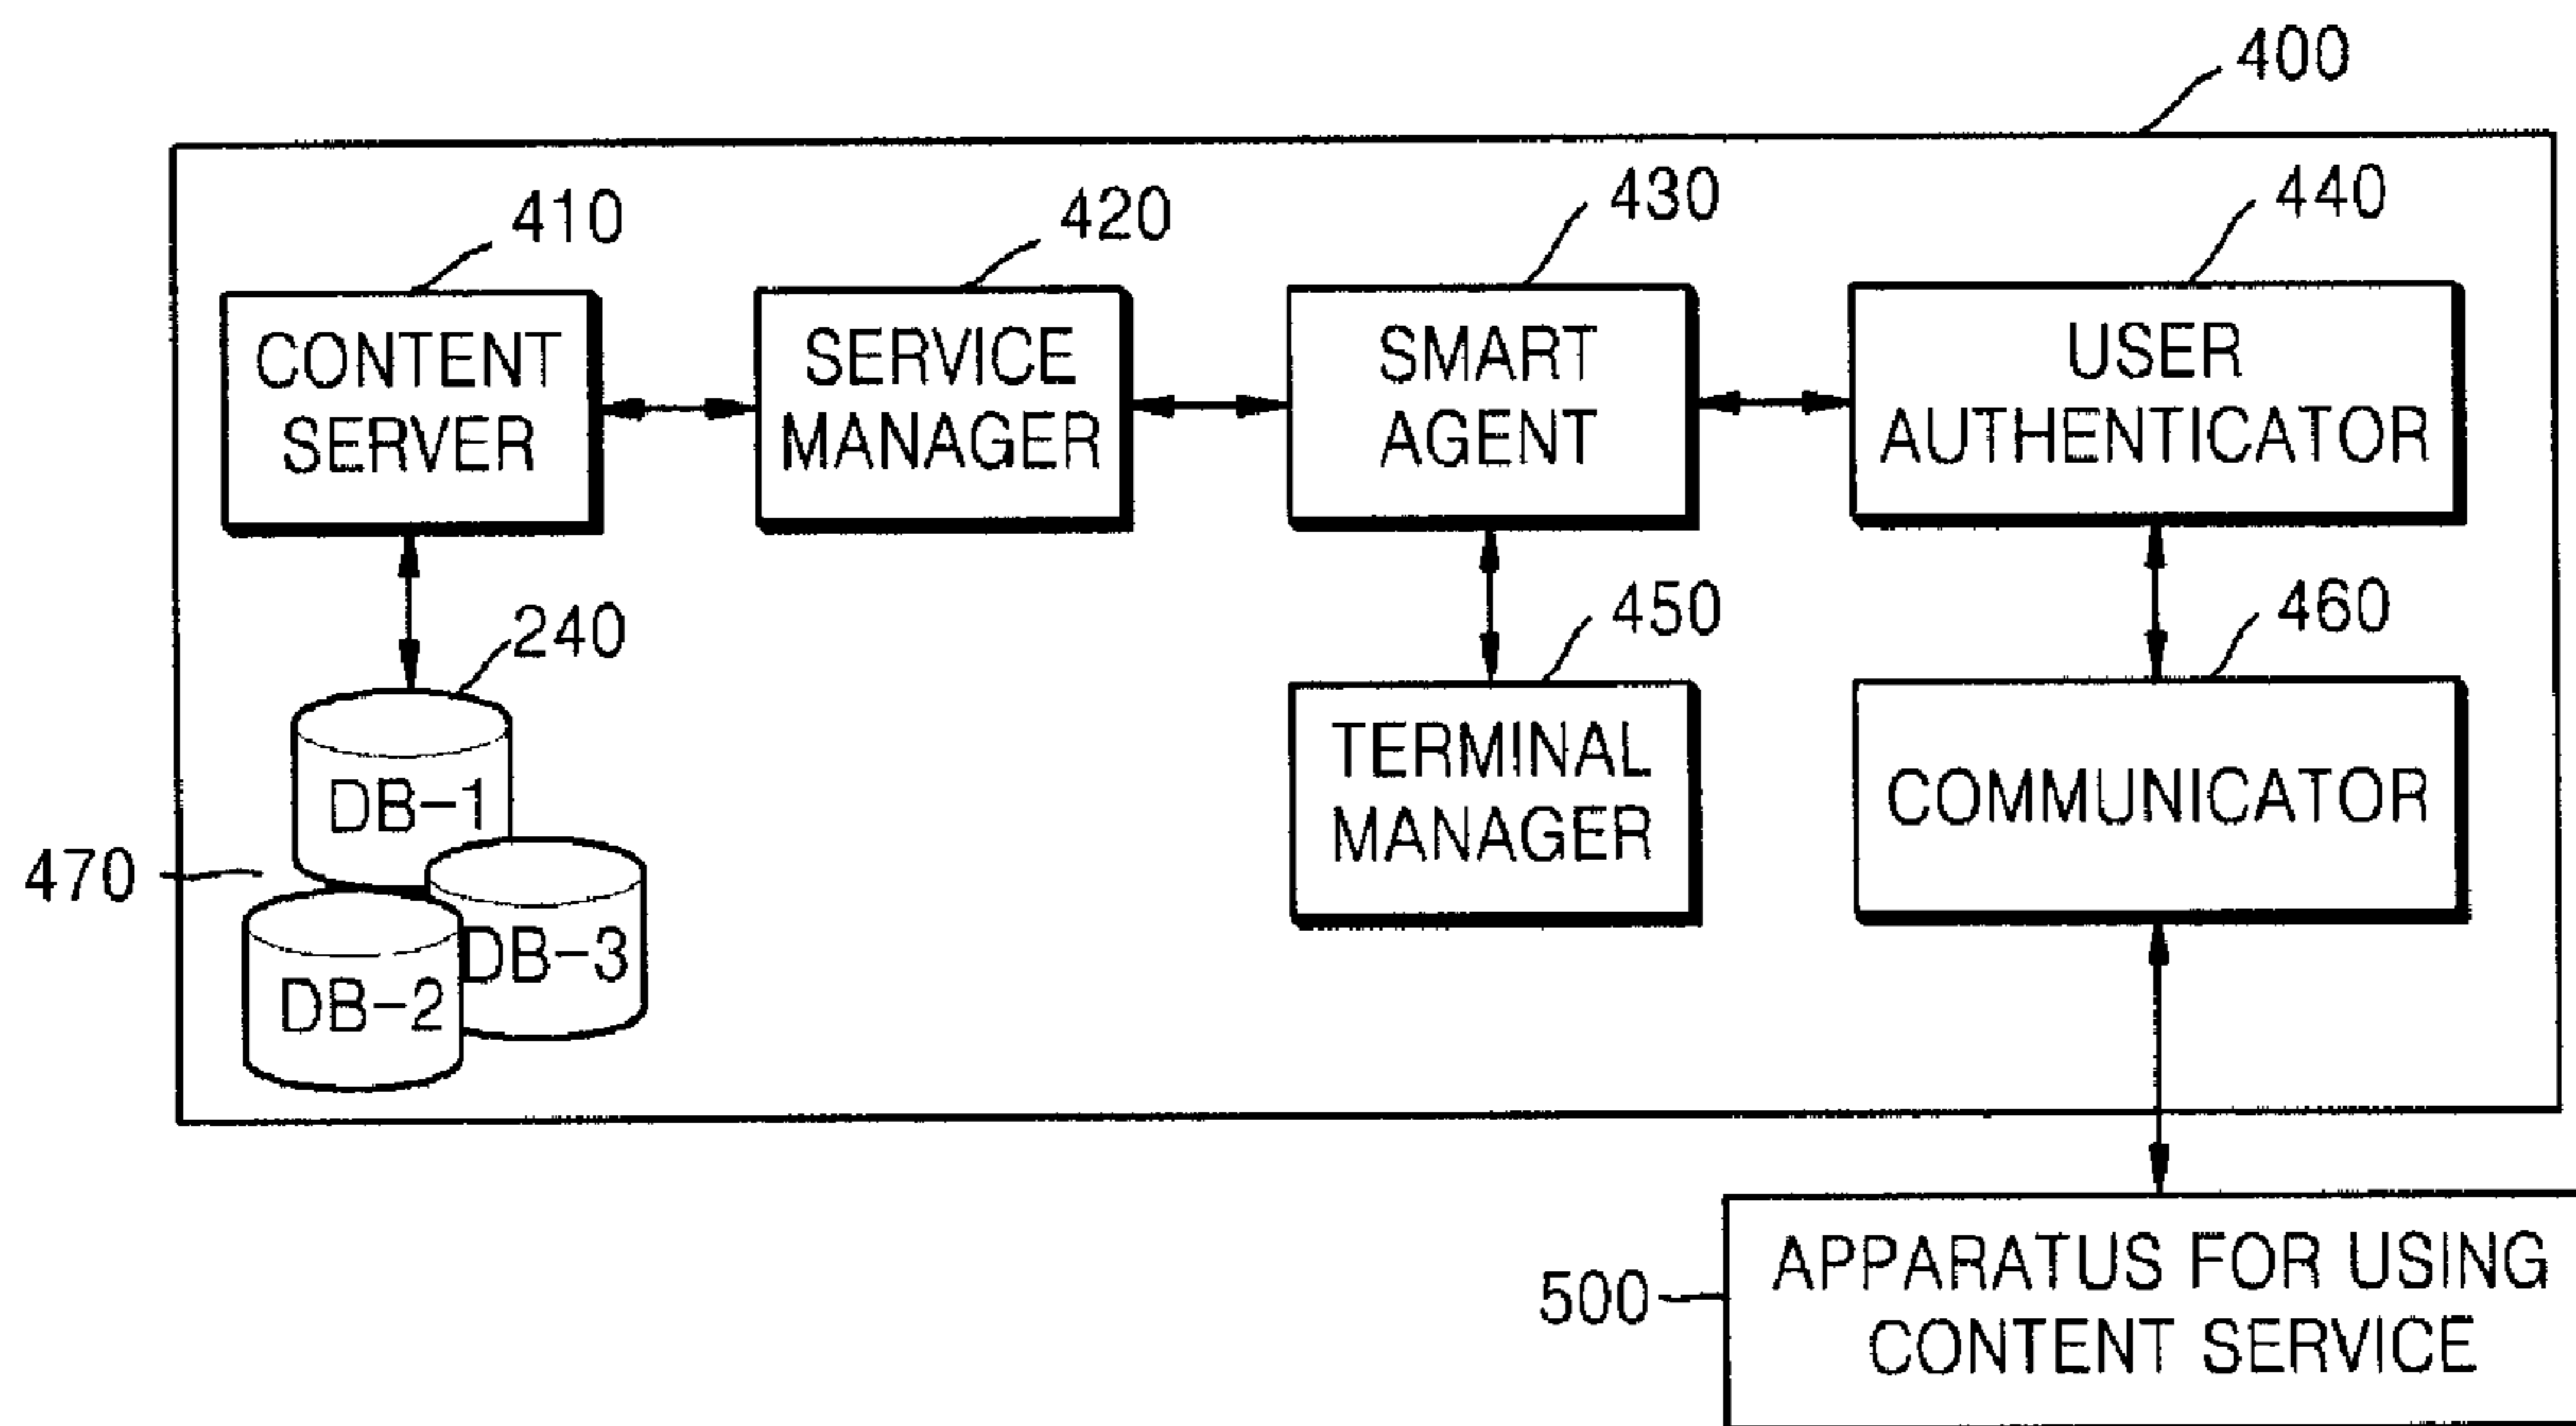 400
410
420
430
440
CONTENT
SERVER
SERVICE
MANAGER
SMART
AGENT
USER
AUTHENTICATOR
240
450
460
DB-1
470
DB-2
DB-3
TERMINAL
MANAGER
COMMUNICATOR
500
APPARATUS FOR USING
CONTENT SERVICE